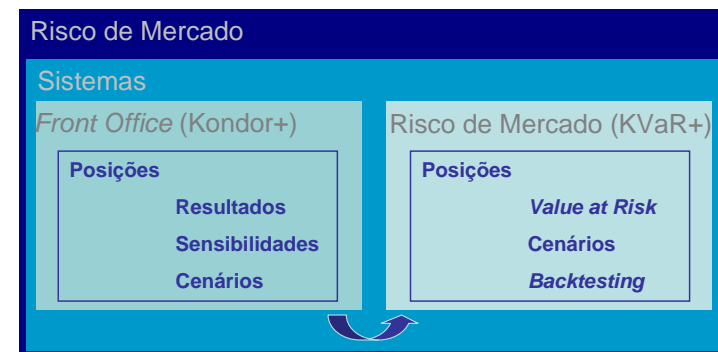 Risco de Mercado
Sistemas
Front Office (Kondor+)
Posições
Resultados
Sensibilidades
Cenários
Risco de Mercado (KVaR+)
Posições
Value at Risk
Cenários
Backtesting